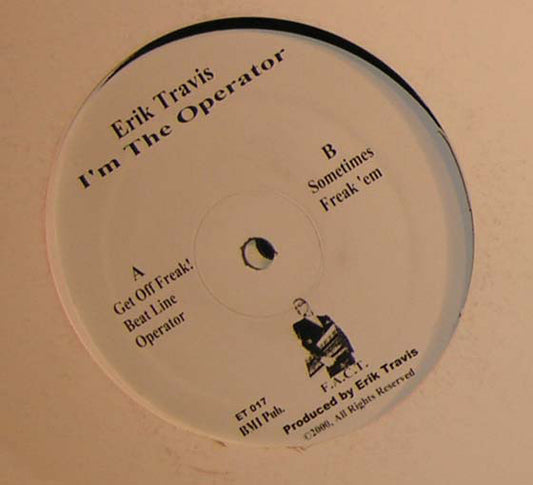 Erik Travis
I'm The Operator
B
Sometimes
Freak 'em
A
Get Off Freak!
Beat Line
Operator
F.A.C.T.
ET 017
BMI Pub.
Produced by Erik Travis
©2000, All Rights Reserved